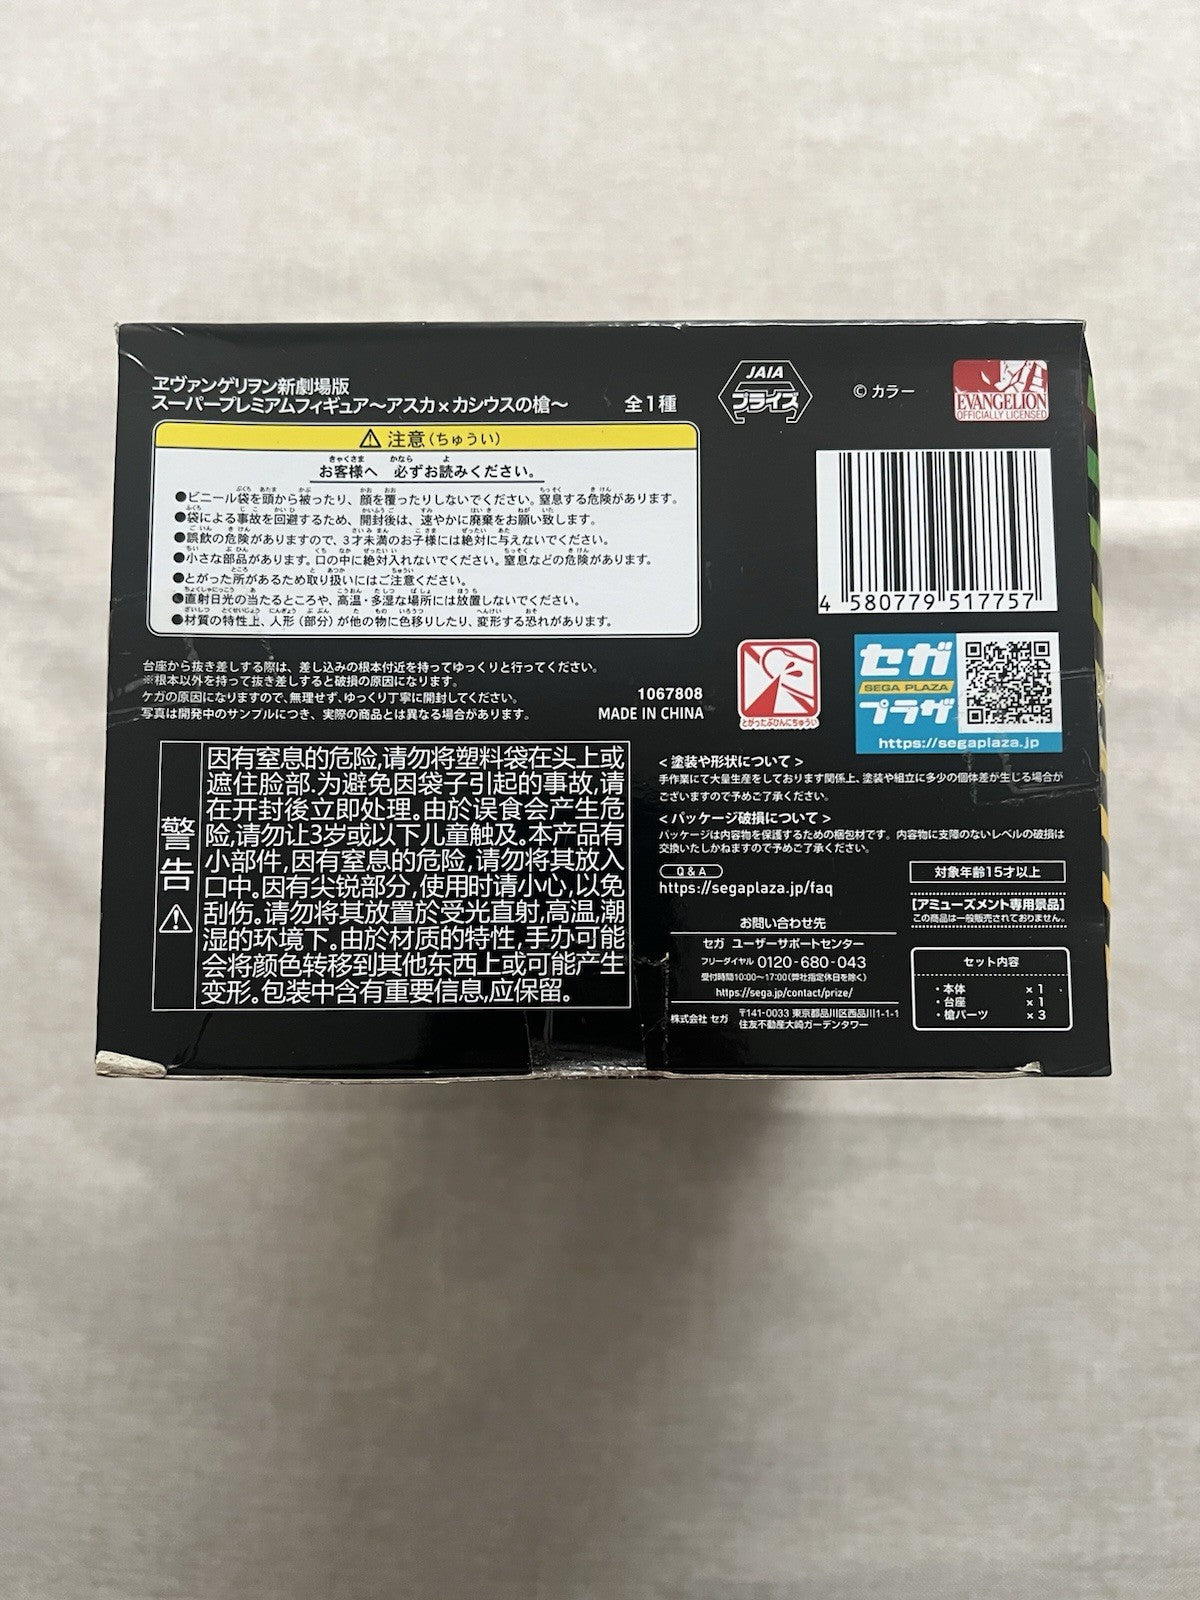 ヱヴァンゲリヲン新劇場版
スーパープレミアムフィギュア～アスカ×カシウスの槍～ 全1種
JAIA
プライズ
© カラー
EVANGELION
OFFICIALLY LICENSED
⚠ 注意(ちゅうい)
お客様へ 必ずお読みください。
●ビニール袋を頭から被ったり、顔を覆ったりしないでください。窒息する危険があります。
●袋による事故を回避するため、開封後は、速やかに廃棄をお願い致します。
●誤飲の危険がありますので、3才未満のお子様には絶対に与えないでください。
●小さな部品があります。口の中に絶対入れないでください。窒息などの危険があります。
●とがった所があるため取り扱いにはご注意ください。
●直射日光の当たるところや、高温・多湿な場所には放置しないでください。
●材質の特性上、人形(部分)が他の物に色移りしたり、変形する恐れがあります。
4 580779 517757
台座から抜き差しする際は、差し込みの根本付近を持ってゆっくりと行ってください。
※根本以外を持って抜き差しすると破損の原因になります。
ケガの原因になりますので、無理せず、ゆっくり丁寧に開封してください。
写真は開発中のサンプルにつき、実際の商品とは異なる場合があります。
1067808
MADE IN CHINA
とがったぶひんにちゅうい
セガ
SEGA PLAZA
プラザ
https://segaplaza.jp
警告
因有窒息的危险,请勿将塑料袋在头上或
遮住脸部.为避免因袋子引起的事故,请
在开封後立即处理。由於误食会产生危
险,请勿让3岁或以下儿童触及。本产品有
小部件,因有窒息的危险,请勿将其放入
口中。因有尖锐部分,使用时请小心,以免
刮伤。请勿将其放置於受光直射,高温,潮
湿的环境下。由於材质的特性,手办可能
会将颜色转移到其他东西上或可能产生
变形。包装中含有重要信息,应保留。
<塗装や形状について>
手作業にて大量生産をしております関係上、塗装や組立に多少の個体差が生じる場合が
ございますので予めご了承ください。
<パッケージ破損について>
パッケージは内容物を保護するための梱包材です。内容物に支障のないレベルの破損は
交換いたしかねますので予めご了承ください。
Q&A
https://segaplaza.jp/faq
お問い合わせ先
セガ ユーザーサポートセンター
フリーダイヤル 0120-680-043
受付時間10:00〜17:00(弊社指定休日を除く)
https://sega.jp/contact/prize/
株式会社 セガ 〒141-0033 東京都品川区西品川1-1-1
住友不動産大崎ガーデンタワー
対象年齢15才以上
[アミューズメント専用景品]
この商品は一般販売されておりません。
セット内容
・本体 ×1
・台座 ×1
・槍パーツ ×3